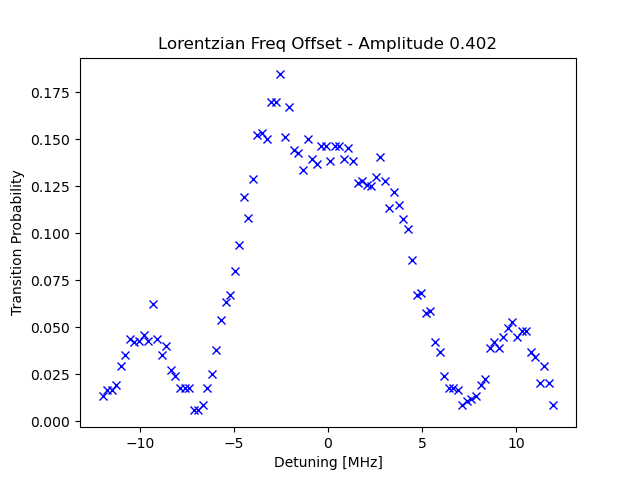 Lorentzian Freq Offset - Amplitude 0.402
Transition Probability
0.175
0.150
0.125
0.100
0.075
0.050
0.025
0.000
−10 −5 0 5 10
Detuning [MHz]